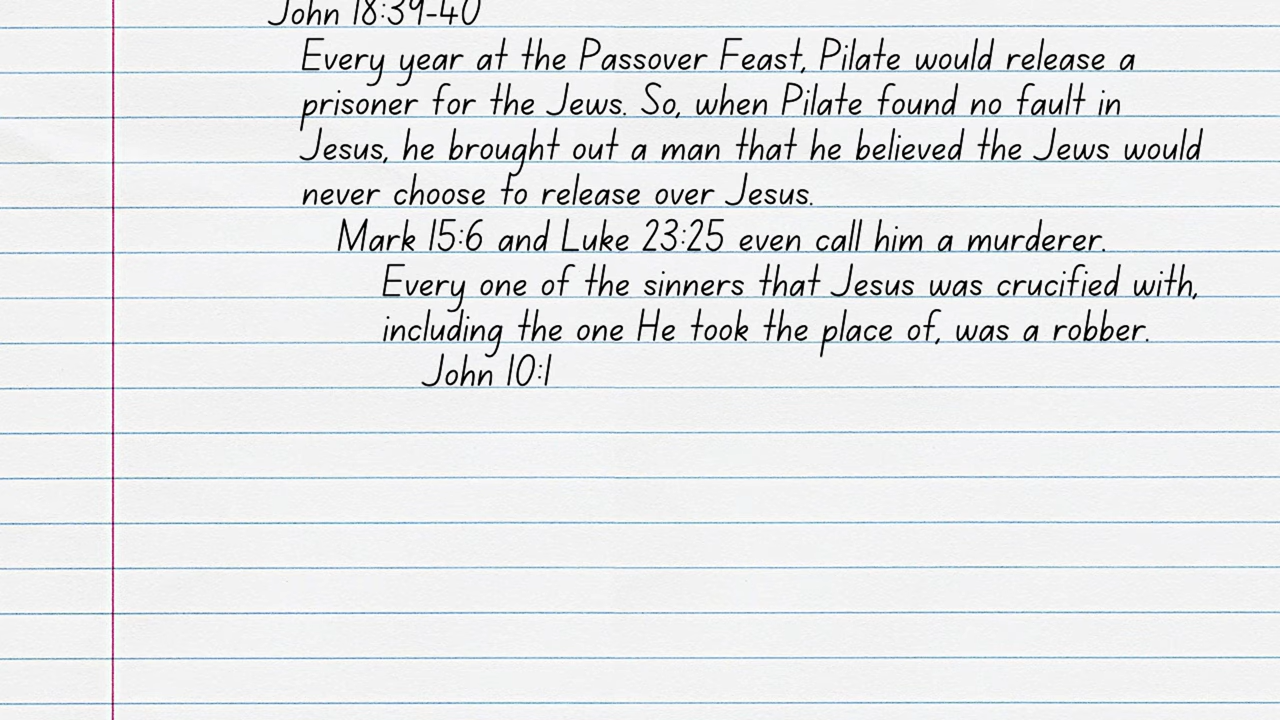 John 18:39-40
Every year at the Passover Feast, Pilate would release a
prisoner for the Jews. So, when Pilate found no fault in
Jesus, he brought out a man that he believed the Jews would
never choose to release over Jesus.
Mark 15:6 and Luke 23:25 even call him a murderer.
Every one of the sinners that Jesus was crucified with,
including the one He took the place of, was a robber.
John 10:1